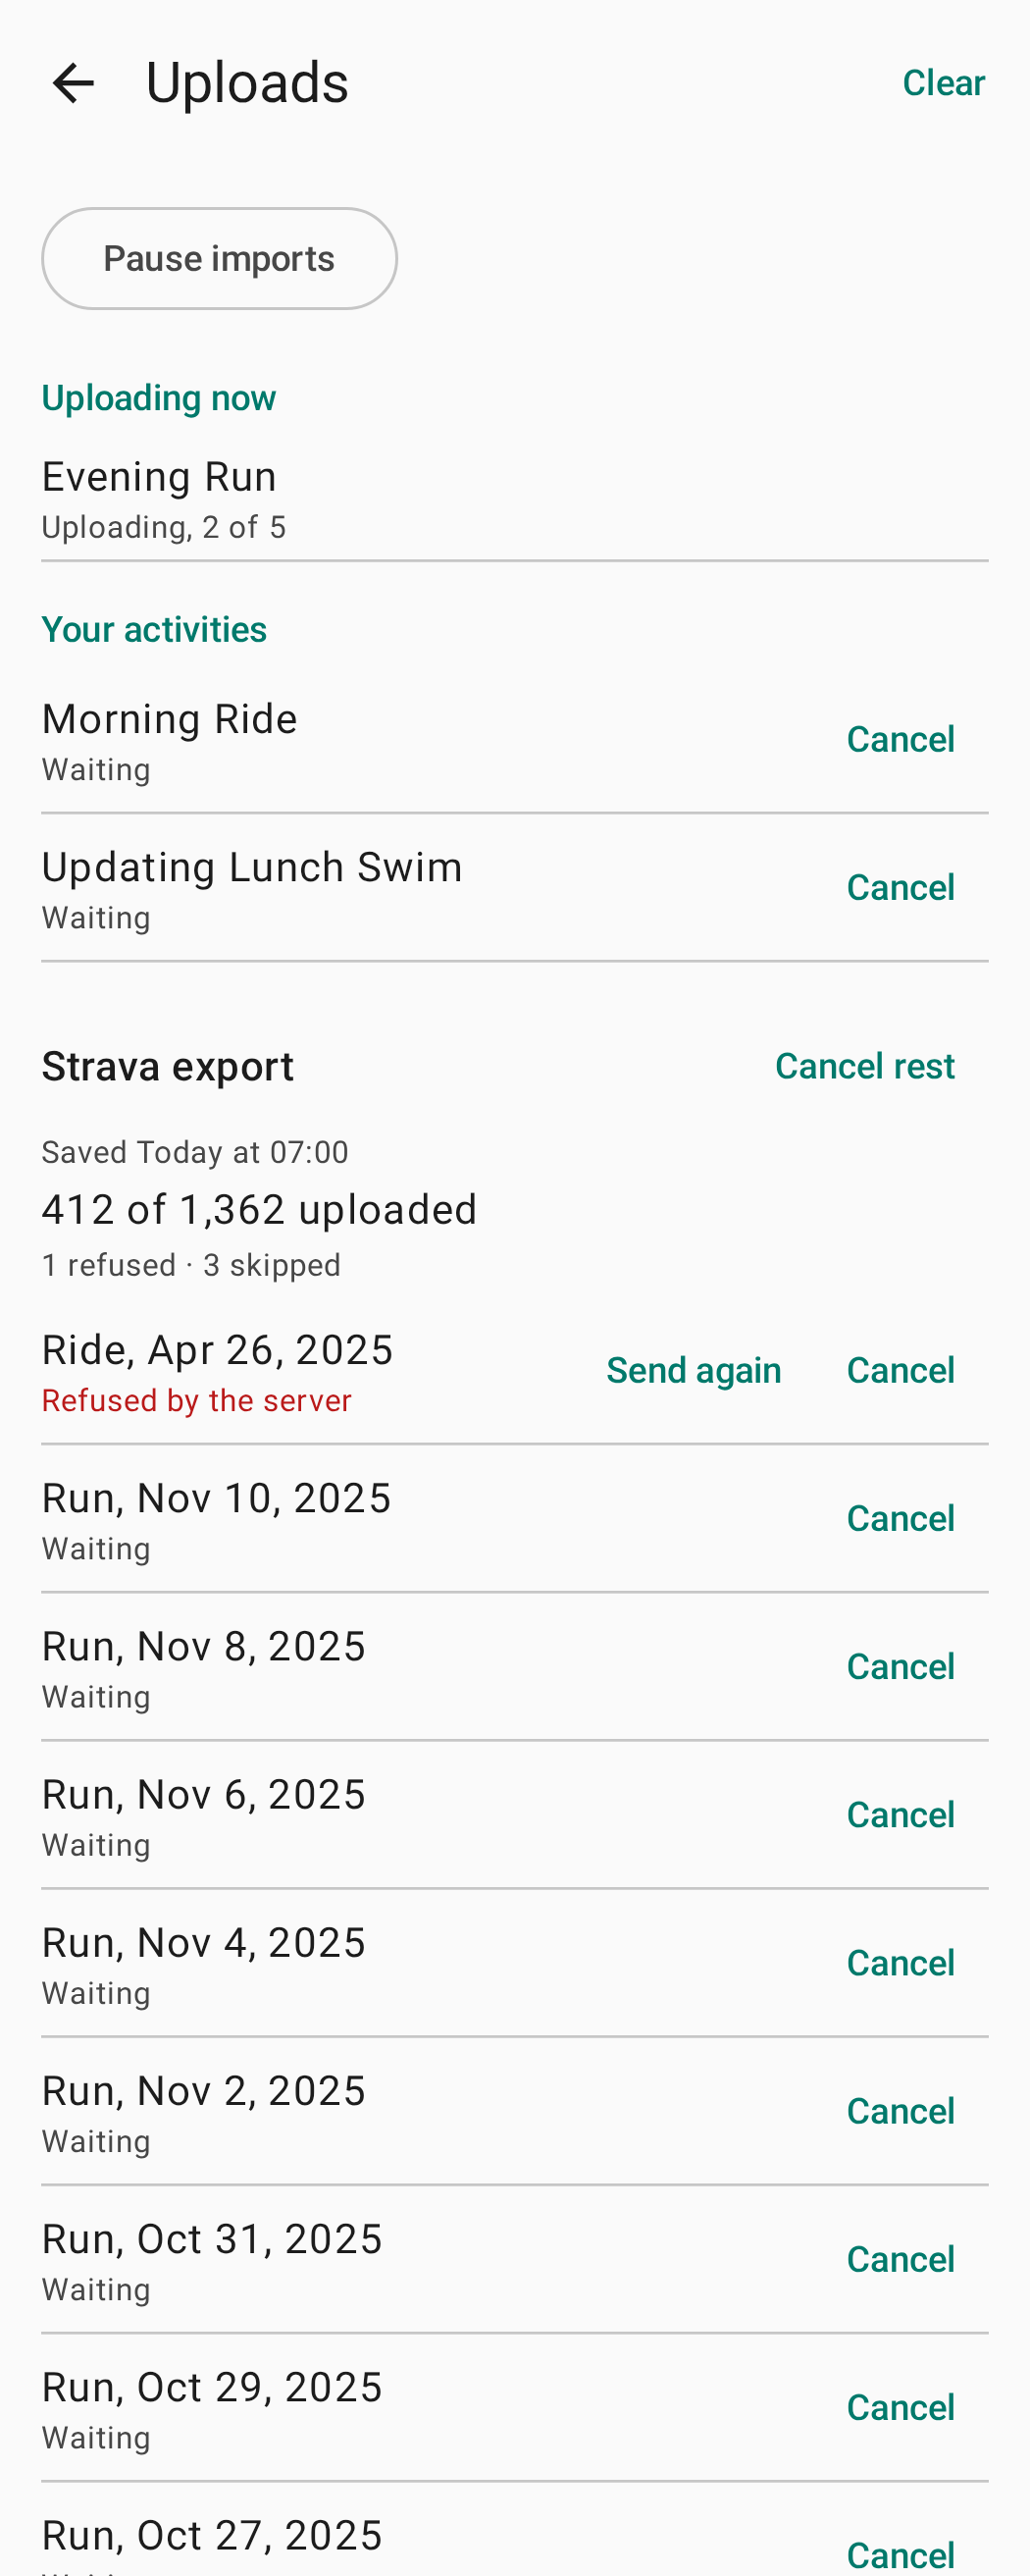 Uploads
Clear
Pause imports
Uploading now
Evening Run
Uploading, 2 of 5
Your activities
Morning Ride
Waiting
Cancel
Updating Lunch Swim
Waiting
Cancel
Strava export
Cancel rest
Saved Today at 07:00
412 of 1,362 uploaded
1 refused · 3 skipped
Ride, Apr 26, 2025
Refused by the server
Send again
Cancel
Run, Nov 10, 2025
Waiting
Cancel
Run, Nov 8, 2025
Waiting
Cancel
Run, Nov 6, 2025
Waiting
Cancel
Run, Nov 4, 2025
Waiting
Cancel
Run, Nov 2, 2025
Waiting
Cancel
Run, Oct 31, 2025
Waiting
Cancel
Run, Oct 29, 2025
Waiting
Cancel
Run, Oct 27, 2025
Cancel